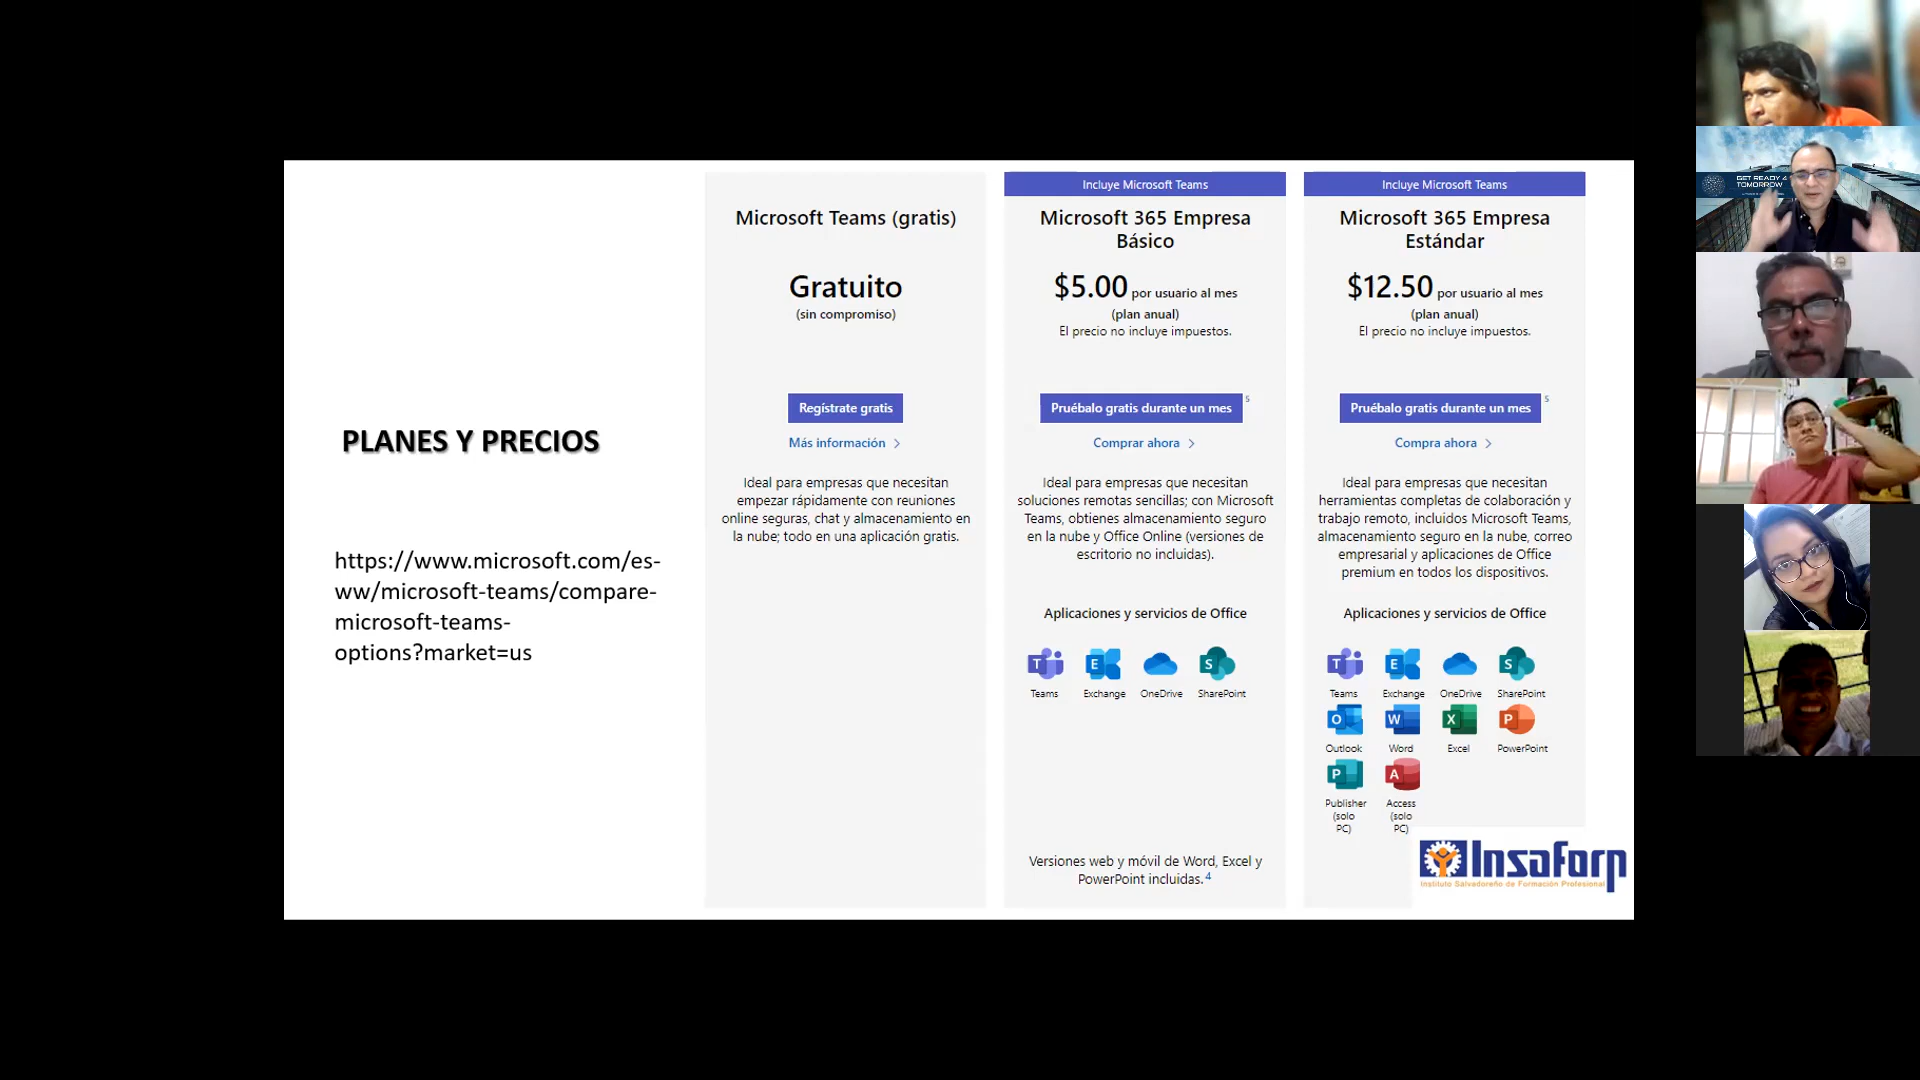 PLANES Y PRECIOS
https://www.microsoft.com/es-
ww/microsoft-teams/compare-
microsoft-teams-
options?market=us
Microsoft Teams (gratis)
Gratuito
(sin compromiso)
Regístrate gratis
Más información >
Ideal para empresas que necesitan
empezar rápidamente con reuniones
online seguras, chat y almacenamiento en
la nube; todo en una aplicación gratis.
Incluye Microsoft Teams
Microsoft 365 Empresa
Básico
$5.00 por usuario al mes
(plan anual)
El precio no incluye impuestos.
Pruébalo gratis durante un mes 5
Comprar ahora >
Ideal para empresas que necesitan
soluciones remotas sencillas; con Microsoft
Teams, obtienes almacenamiento seguro
en la nube y Office Online (versiones de
escritorio no incluidas).
Aplicaciones y servicios de Office
T E S
Teams Exchange OneDrive SharePoint
Versiones web y móvil de Word, Excel y
PowerPoint incluidas. 4
Incluye Microsoft Teams
Microsoft 365 Empresa
Estándar
$12.50 por usuario al mes
(plan anual)
El precio no incluye impuestos.
Pruébalo gratis durante un mes 5
Compra ahora >
Ideal para empresas que necesitan
herramientas completas de colaboración y
trabajo remoto, incluidos Microsoft Teams,
almacenamiento seguro en la nube, correo
empresarial y aplicaciones de Office
premium en todos los dispositivos.
Aplicaciones y servicios de Office
T E S
Teams Exchange OneDrive SharePoint
O W X P
Outlook Word Excel PowerPoint
P A
Publisher Access
(solo (solo
PC) PC)
Insaforp
Instituto Salvadoreño de Formación Profesional
GET READY 4
TOMORROW